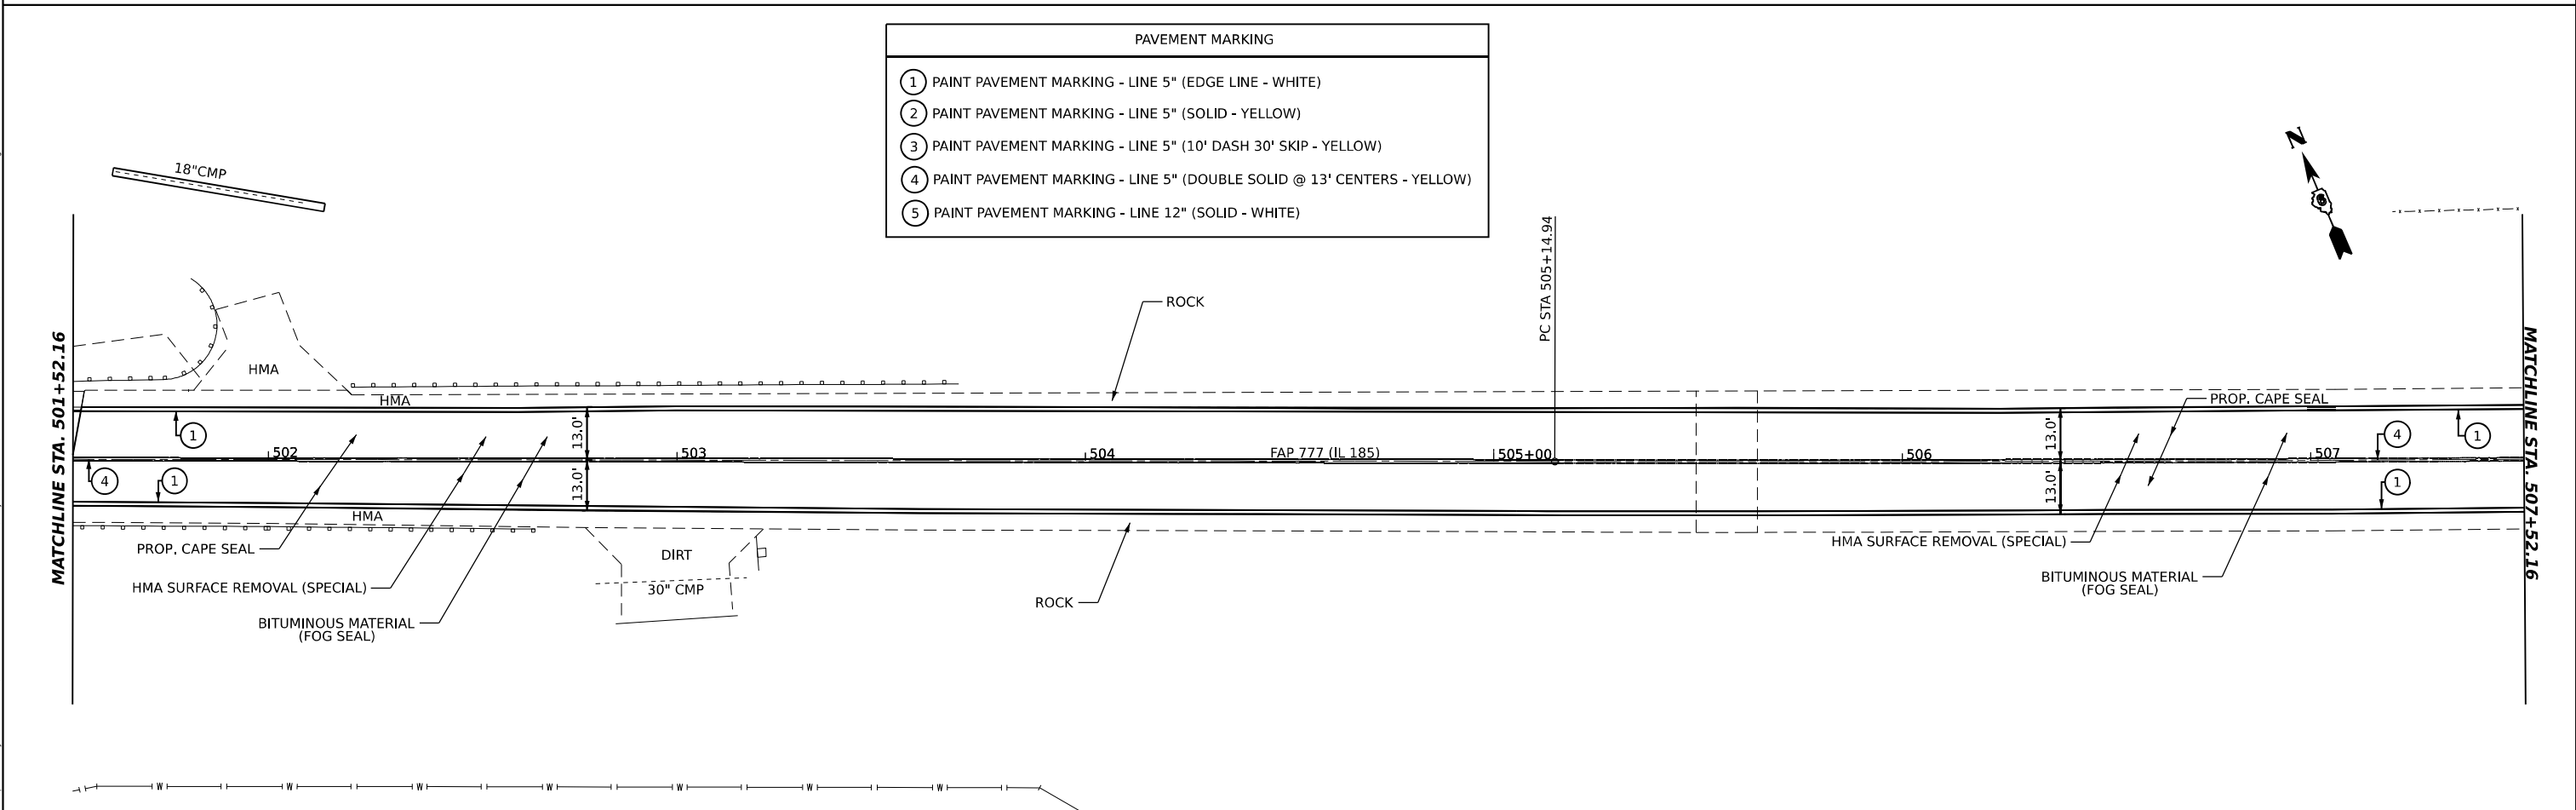 PAVEMENT MARKING
1 PAINT PAVEMENT MARKING - LINE 5" (EDGE LINE - WHITE)
2 PAINT PAVEMENT MARKING - LINE 5" (SOLID - YELLOW)
3 PAINT PAVEMENT MARKING - LINE 5" (10' DASH 30' SKIP - YELLOW)
4 PAINT PAVEMENT MARKING - LINE 5" (DOUBLE SOLID @ 13' CENTERS - YELLOW)
5 PAINT PAVEMENT MARKING - LINE 12" (SOLID - WHITE)
N
18"CMP
PC STA 505+14.94
ROCK
MATCHLINE STA. 501+52.16
MATCHLINE STA. 507+52.16
HMA
HMA
PROP. CAPE SEAL
1
13.0'
13.0'
4
1
502
503
504
FAP 777 (IL 185)
505+00
506
507
4
1
13.0'
13.0'
1
HMA
PROP. CAPE SEAL
HMA SURFACE REMOVAL (SPECIAL)
BITUMINOUS MATERIAL
(FOG SEAL)
DIRT
30" CMP
ROCK
HMA SURFACE REMOVAL (SPECIAL)
BITUMINOUS MATERIAL
(FOG SEAL)
W W W W W W W